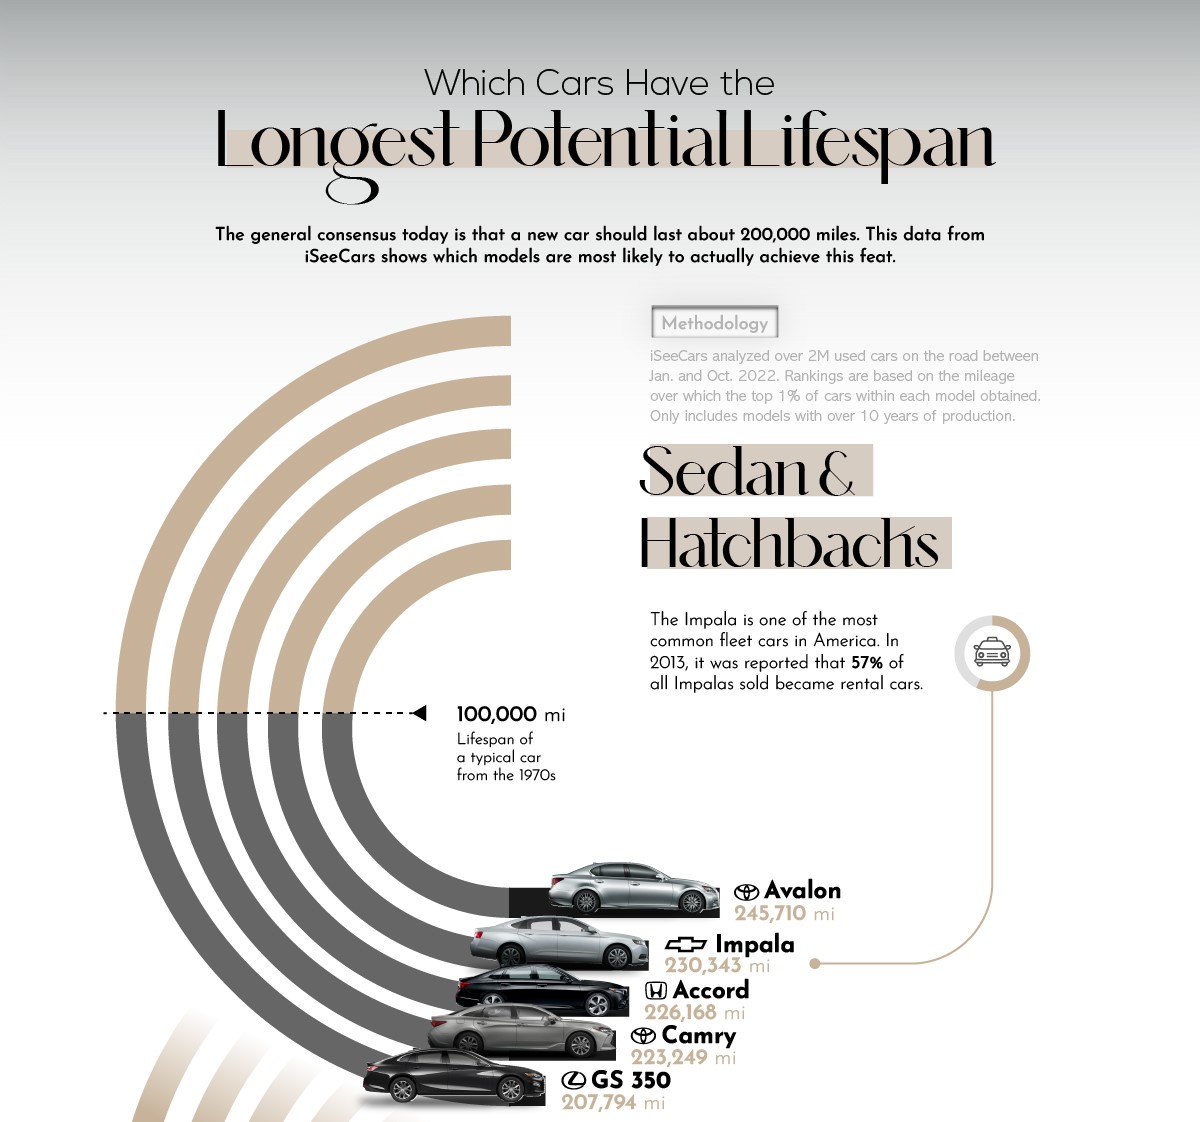 Which Cars Have the
Longest Potential Lifespan
The general consensus today is that a new car should last about 200,000 miles. This data from
iSeeCars shows which models are most likely to actually achieve this feat.
Methodology
iSeeCars analyzed over 2M used cars on the road between
Jan. and Oct. 2022. Rankings are based on the mileage
over which the top 1% of cars within each model obtained.
Only includes models with over 10 years of production.
Sedan &
Hatchbacks
The Impala is one of the most
common fleet cars in America. In
2013, it was reported that 57% of
all Impalas sold became rental cars.
100,000 mi
Lifespan of
a typical car
from the 1970s
Avalon
245,710 mi
Impala
230,343 mi
Accord
226,168 mi
Camry
223,249 mi
GS 350
207,794 mi